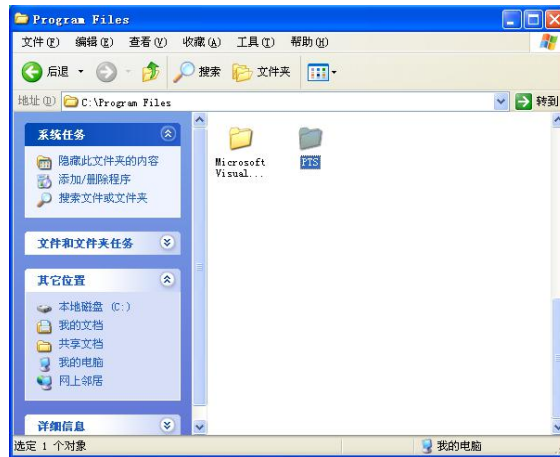 Program Files
文件(F) 编辑(E) 查看(V) 收藏(A) 工具(T) 帮助(H)
后退 搜索 文件夹
地址(D) C:\Program Files 转到
系统任务
隐藏此文件夹的内容
添加/删除程序
搜索文件或文件夹
文件和文件夹任务
其它位置
本地磁盘 (C:)
我的文档
共享文档
我的电脑
网上邻居
详细信息
Microsoft
Visual...
PTS
选定 1 个对象 我的电脑